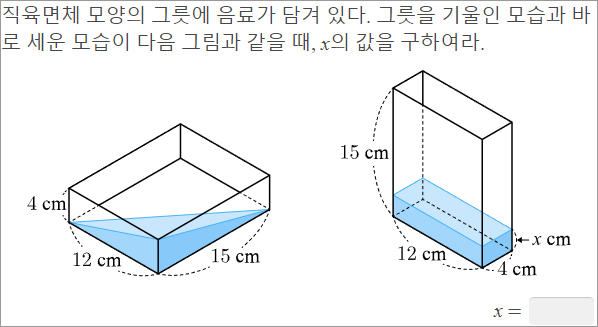 직육면체 모양의 그릇에 음료가 담겨 있다. 그릇을 기울인 모습과 바
로 세운 모습이 다음 그림과 같을 때, x의 값을 구하여라.
4 cm
12 cm
15 cm
15 cm
12 cm
4 cm
x cm
x =